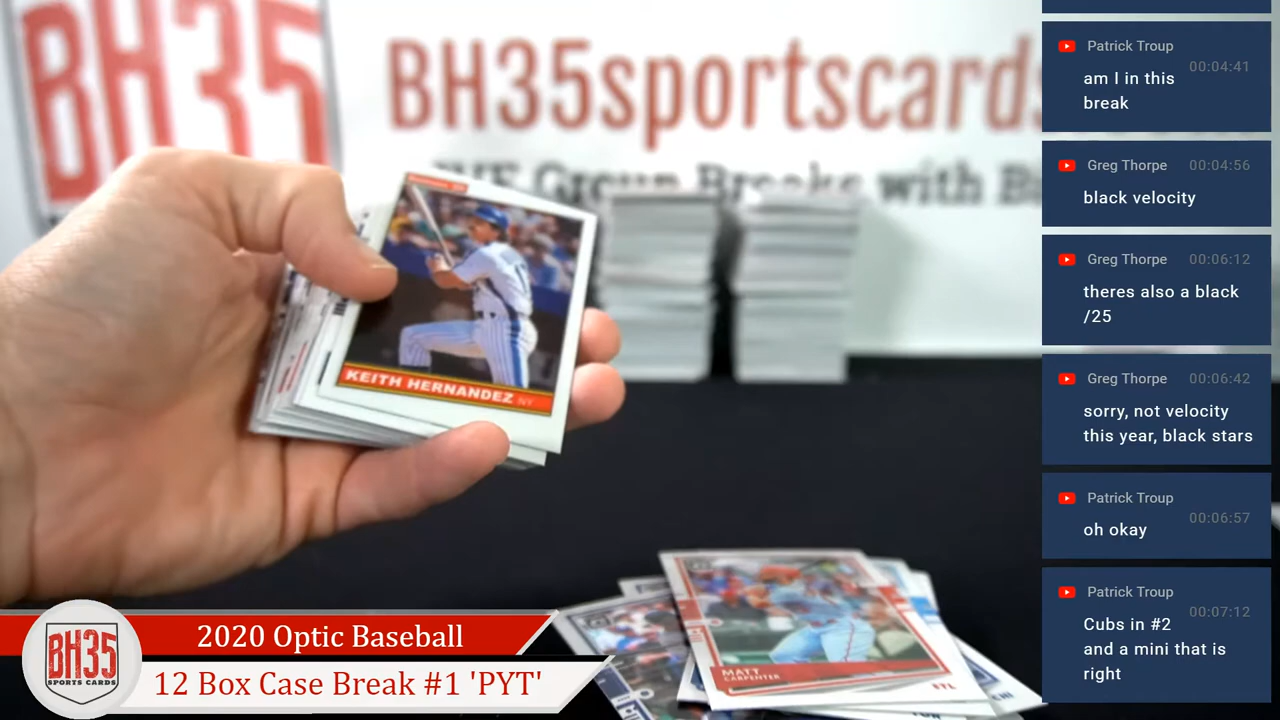 BH35
BH35sportscards
Group Breaks with Bi
KEITH HERNANDEZ NY
MATT
CARPENTER
STL
BH35
SPORTS CARDS
2020 Optic Baseball
12 Box Case Break #1 'PYT'
Patrick Troup
00:04:41
am I in this
break
Greg Thorpe 00:04:56
black velocity
Greg Thorpe 00:06:12
theres also a black
/25
Greg Thorpe 00:06:42
sorry, not velocity
this year, black stars
Patrick Troup
00:06:57
oh okay
Patrick Troup
00:07:12
Cubs in #2
and a mini that is
right